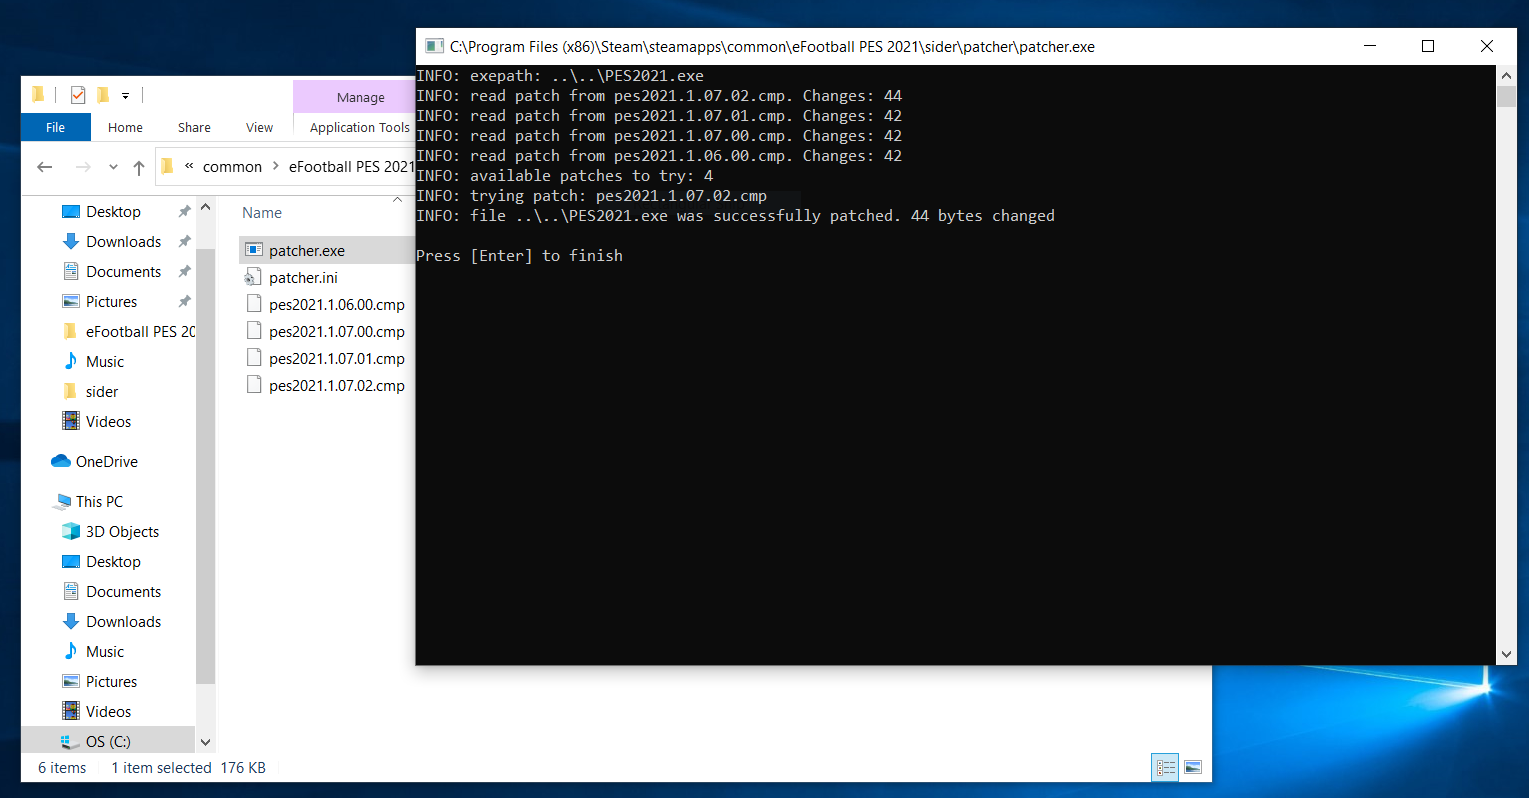 C:\Program Files (x86)\Steam\steamapps\common\eFootball PES 2021\sider\patcher\patcher.exe
INFO: exepath: ..\..\PES2021.exe
INFO: read patch from pes2021.1.07.02.cmp. Changes: 44
INFO: read patch from pes2021.1.07.01.cmp. Changes: 42
INFO: read patch from pes2021.1.07.00.cmp. Changes: 42
INFO: read patch from pes2021.1.06.00.cmp. Changes: 42
INFO: available patches to try: 4
INFO: trying patch: pes2021.1.07.02.cmp
INFO: file ..\..\PES2021.exe was successfully patched. 44 bytes changed
Press [Enter] to finish
Manage
File Home Share View Application Tools
« common > eFootball PES 2021
Name
patcher.exe
patcher.ini
pes2021.1.06.00.cmp
pes2021.1.07.00.cmp
pes2021.1.07.01.cmp
pes2021.1.07.02.cmp
Desktop
Downloads
Documents
Pictures
eFootball PES 20
Music
sider
Videos
OneDrive
This PC
3D Objects
Desktop
Documents
Downloads
Music
Pictures
Videos
OS (C:)
6 items 1 item selected 176 KB